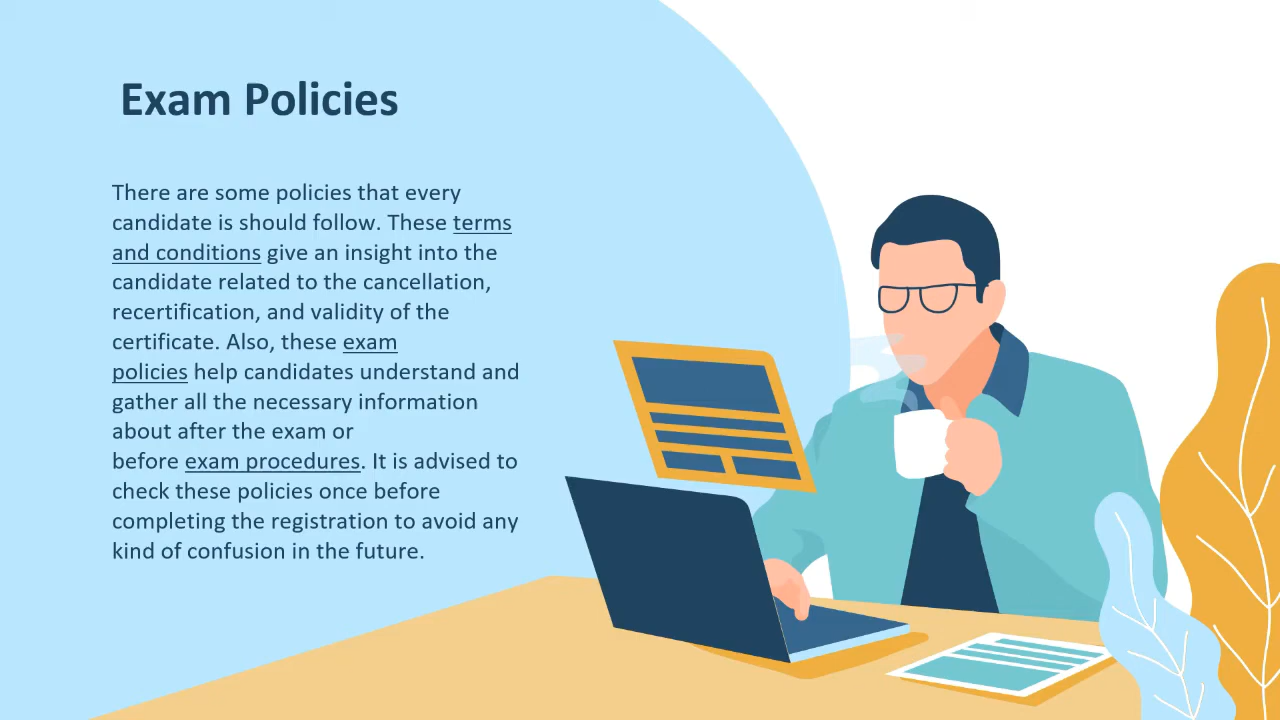 Exam Policies
There are some policies that every
candidate is should follow. These terms
and conditions give an insight into the
candidate related to the cancellation,
recertification, and validity of the
certificate. Also, these exam
policies help candidates understand and
gather all the necessary information
about after the exam or
before exam procedures. It is advised to
check these policies once before
completing the registration to avoid any
kind of confusion in the future.